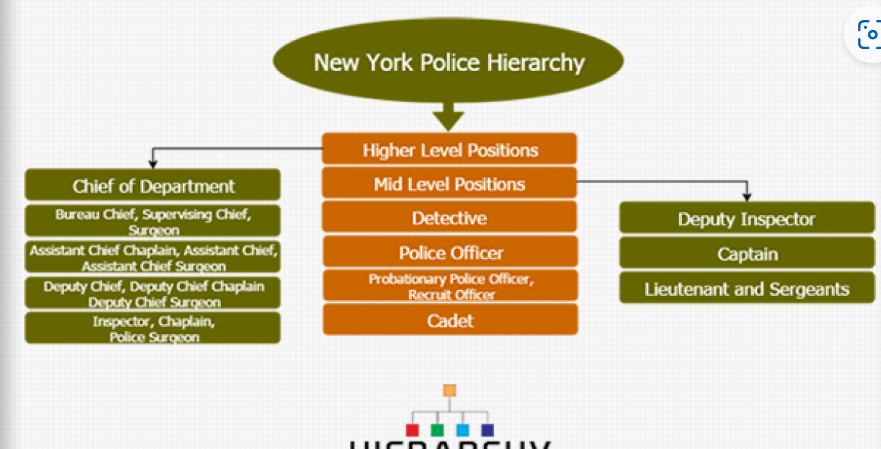 New York Police Hierarchy
Higher Level Positions
Mid Level Positions
Detective
Police Officer
Probationary Police Officer,
Recruit Officer
Cadet
Chief of Department
Bureau Chief, Supervising Chief,
Surgeon
Assistant Chief Chaplain, Assistant Chief,
Assistant Chief Surgeon
Deputy Chief, Deputy Chief Chaplain
Deputy Chief Surgeon
Inspector, Chaplain,
Police Surgeon
Deputy Inspector
Captain
Lieutenant and Sergeants
HIERARCHY